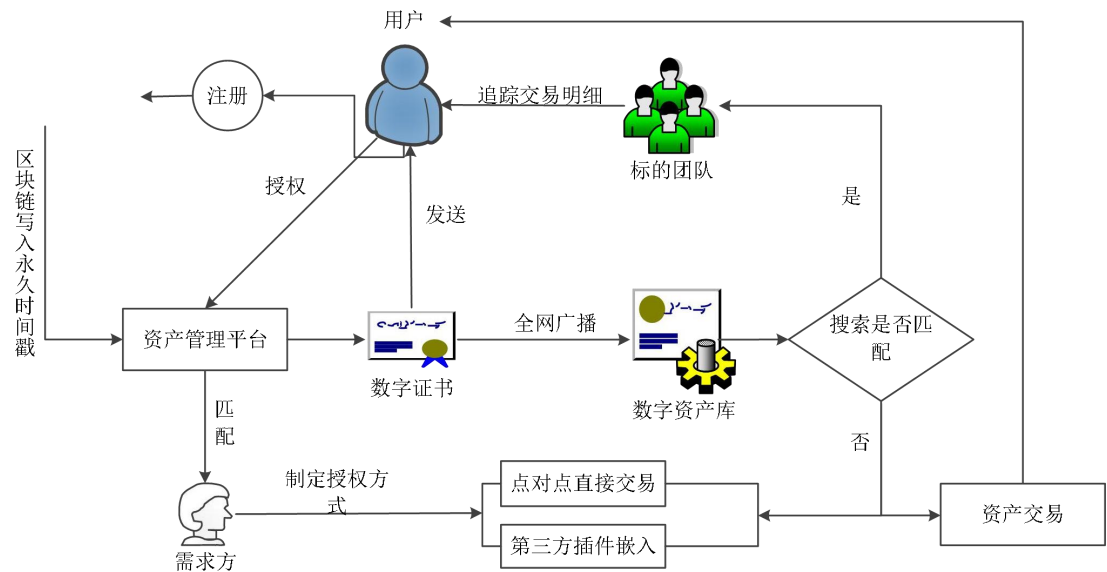 用户
注册
追踪交易明细
标的团队
区块链写入永久时间戳
授权
发送
是
资产管理平台
全网广播
搜索是否匹
配
数字证书
数字资产库
匹
配
否
制定授权方
式
点对点直接交易
资产交易
第三方插件嵌入
需求方